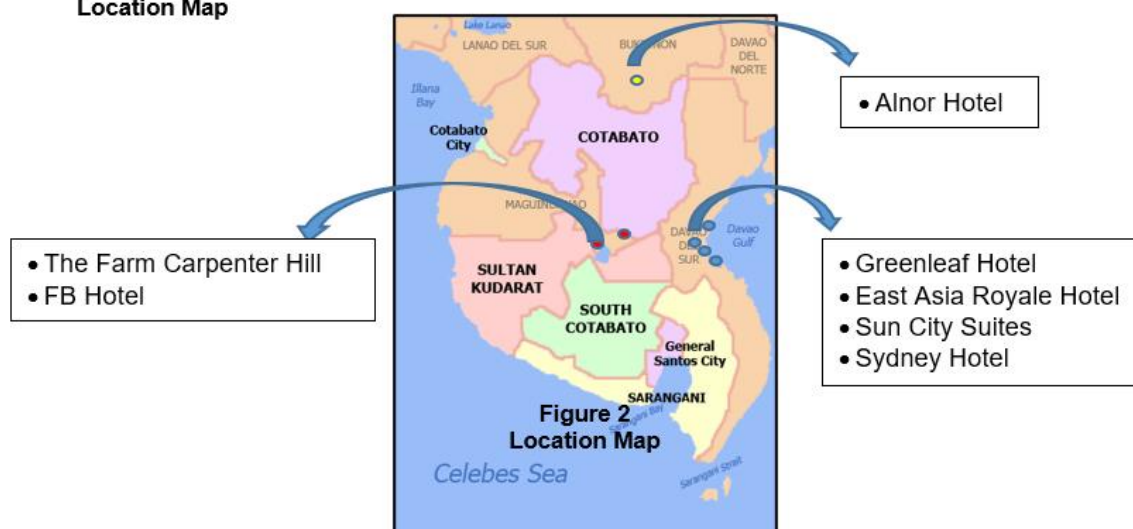 Location Map
Lake Lanao
LANAO DEL SUR
BUKIDNON
DAVAO
DEL
NORTE
• Alnor Hotel
Illana
Bay
Cotabato
City
COTABATO
MAGUINDANAO
DAVAO
DEL
SUR
Davao
Gulf
• The Farm Carpenter Hill
• FB Hotel
• Greenleaf Hotel
• East Asia Royale Hotel
• Sun City Suites
• Sydney Hotel
SULTAN
KUDARAT
SOUTH
COTABATO
General
Santos City
SARANGANI
Sarangani Bay
Figure 2
Location Map
Celebes Sea
Sarangani Strait